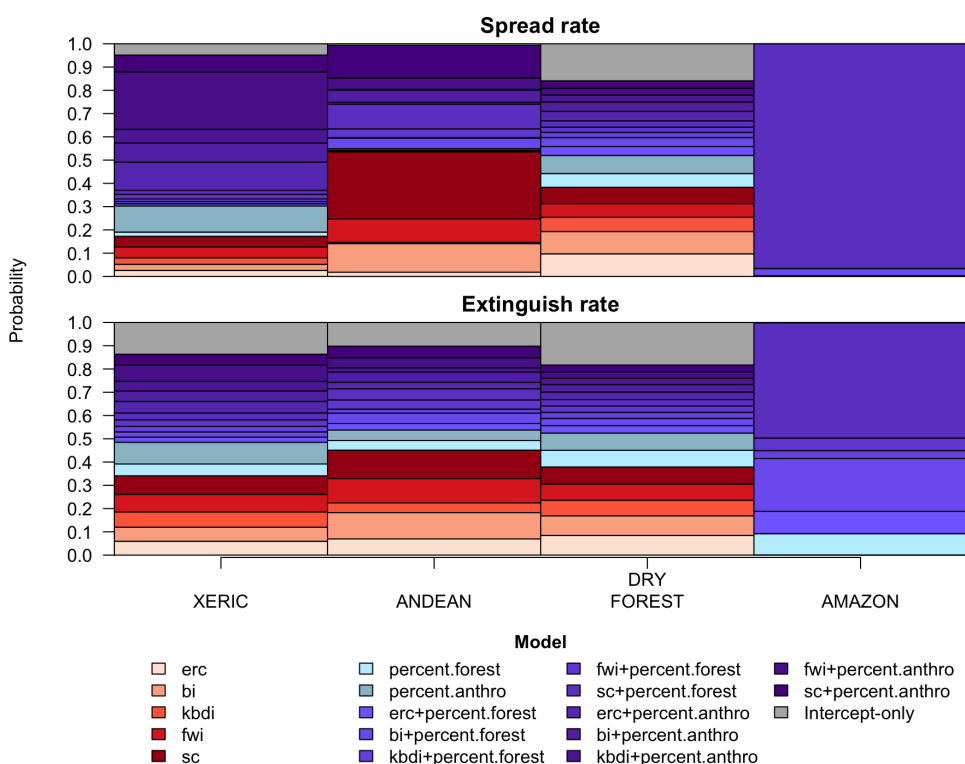 Spread rate
1.0
0.9
0.8
0.7
0.6
0.5
0.4
0.3
0.2
0.1
0.0
Probability
Extinguish rate
1.0
0.9
0.8
0.7
0.6
0.5
0.4
0.3
0.2
0.1
0.0
XERIC
ANDEAN
DRY
FOREST
AMAZON
Model
erc
bi
kbdi
fwi
sc
percent.forest
percent.anthro
erc+percent.forest
bi+percent.forest
kbdi+percent.forest
fwi+percent.forest
sc+percent.forest
erc+percent.anthro
bi+percent.anthro
kbdi+percent.anthro
fwi+percent.anthro
sc+percent.anthro
Intercept-only